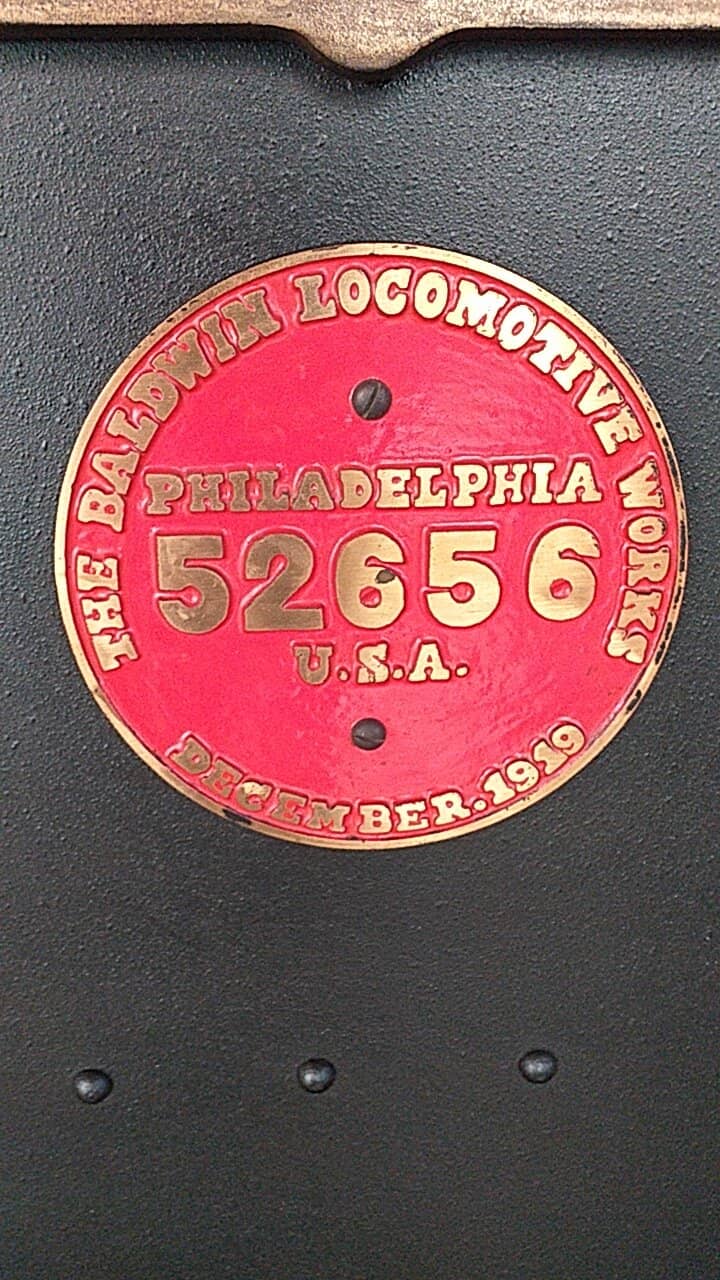 THE BALDWIN LOCOMOTIVE WORKS
PHILADELPHIA
52656
U.S.A.
DECEMBER.1919